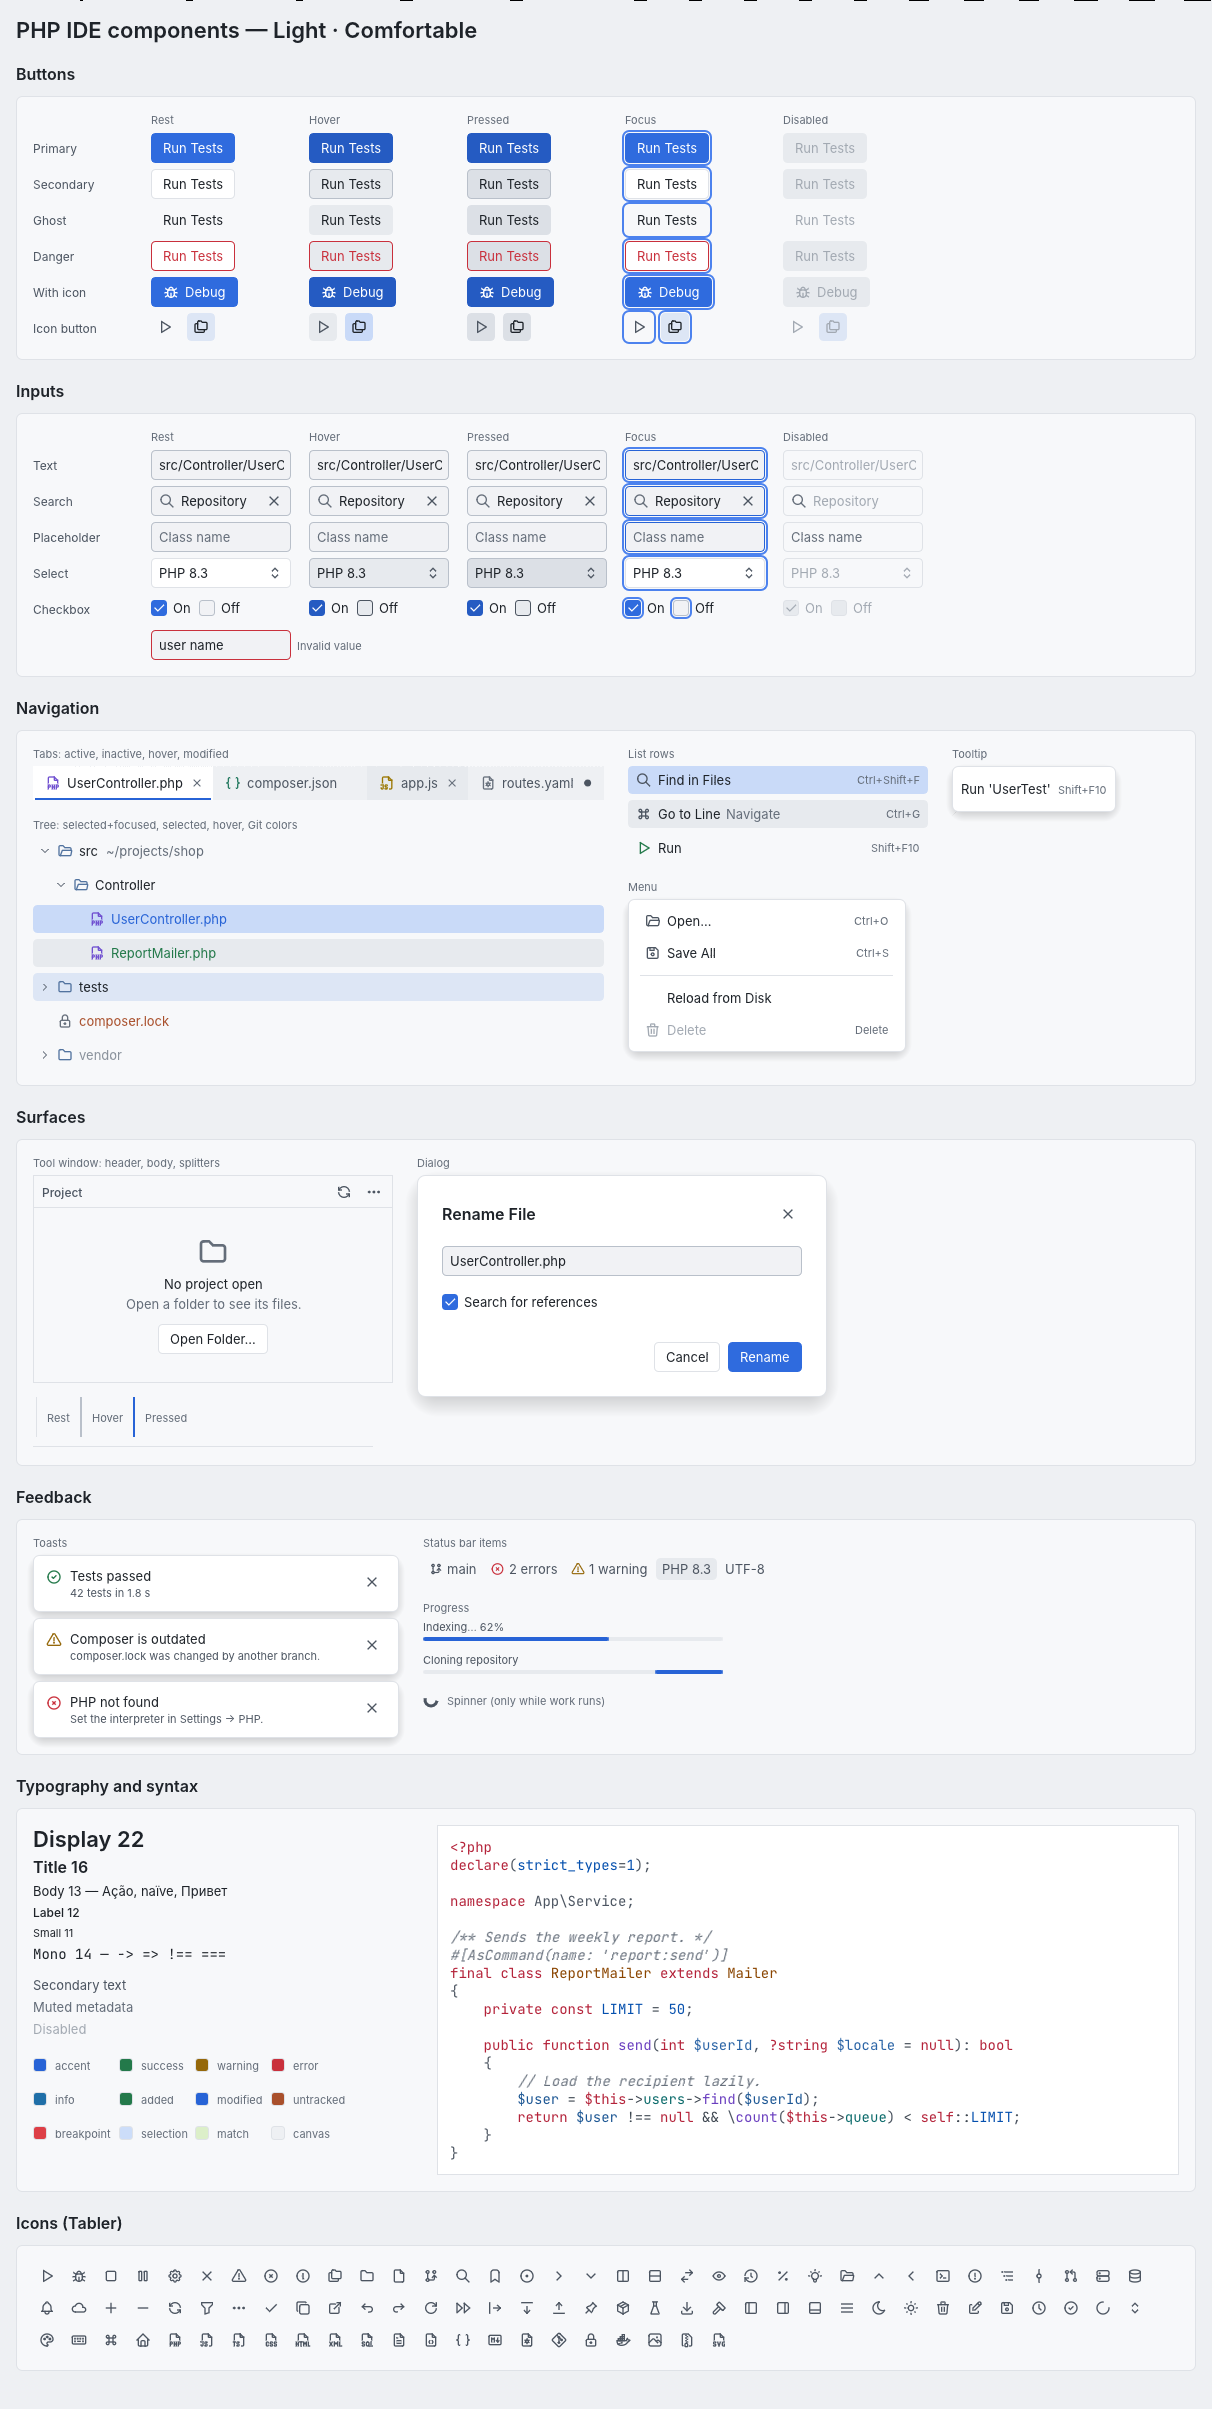 PHP IDE components — Light · Comfortable
Buttons
Rest Hover Pressed Focus Disabled
Primary Run Tests Run Tests Run Tests Run Tests Run Tests
Secondary Run Tests Run Tests Run Tests Run Tests Run Tests
Ghost Run Tests Run Tests Run Tests Run Tests Run Tests
Danger Run Tests Run Tests Run Tests Run Tests Run Tests
With icon Debug Debug Debug Debug Debug
Icon button
Inputs
Rest Hover Pressed Focus Disabled
Text src/Controller/UserC src/Controller/UserC src/Controller/UserC src/Controller/UserC src/Controller/UserC
Search Repository Repository Repository Repository Repository
Placeholder Class name Class name Class name Class name Class name
Select PHP 8.3 PHP 8.3 PHP 8.3 PHP 8.3 PHP 8.3
Checkbox On Off On Off On Off On Off On Off
user name Invalid value
Navigation
Tabs: active, inactive, hover, modified
UserController.php composer.json app.js routes.yaml
Tree: selected+focused, selected, hover, Git colors
src ~/projects/shop
Controller
UserController.php
ReportMailer.php
tests
composer.lock
vendor
List rows
Find in Files Ctrl+Shift+F
Go to Line Navigate Ctrl+G
Run Shift+F10
Menu
Open... Ctrl+O
Save All Ctrl+S
Reload from Disk
Delete Delete
Tooltip
Run 'UserTest' Shift+F10
Surfaces
Tool window: header, body, splitters
Project
No project open
Open a folder to see its files.
Open Folder...
Rest Hover Pressed
Dialog
Rename File
UserController.php
Search for references
Cancel Rename
Feedback
Toasts
Tests passed
42 tests in 1.8 s
Composer is outdated
composer.lock was changed by another branch.
PHP not found
Set the interpreter in Settings → PHP.
Status bar items
main 2 errors 1 warning PHP 8.3 UTF-8
Progress
Indexing... 62%
Cloning repository
Spinner (only while work runs)
Typography and syntax
Display 22
Title 16
Body 13 — Ação, naïve, Привет
Label 12
Small 11
Mono 14 — -> => !== ===
Secondary text
Muted metadata
Disabled
accent success warning error
info added modified untracked
breakpoint selection match canvas
<?php
declare(strict_types=1);
namespace App\Service;
/** Sends the weekly report. */
#[AsCommand(name: 'report:send')]
final class ReportMailer extends Mailer
{
private const LIMIT = 50;
public function send(int $userId, ?string $locale = null): bool
{
// Load the recipient lazily.
$user = $this->users->find($userId);
return $user !== null && \count($this->queue) < self::LIMIT;
}
}
Icons (Tabler)